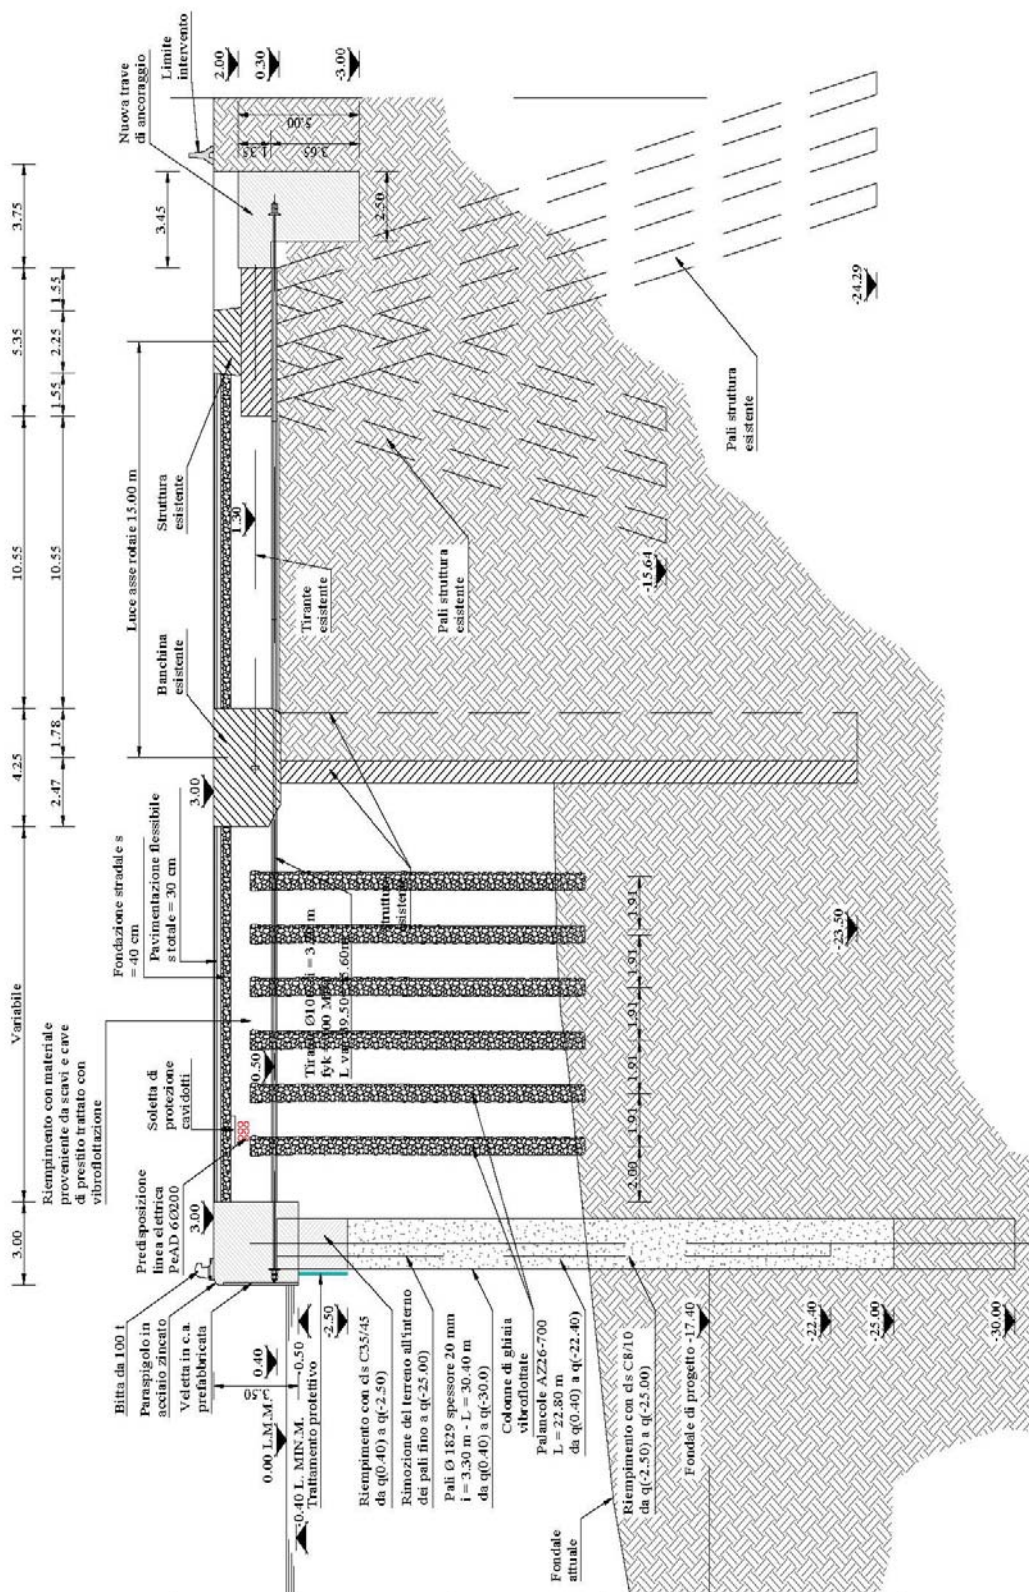 3.00
Variabile
4.25
10.55
5.35
3.75
2.47
1.78
10.55
1.55
2.25
1.55
Luce asse rotaie 15.00 m
Riempimento con materiale
proveniente da scavi e cave
di prestito trattato con
vibroflottazione
Fondazione stradale s
= 40 cm
Pavimentazione flessibile
s totale = 30 cm
Banchina
esistente
Struttura
esistente
Nuova trave
di ancoraggio
Limite
intervento
3.45
2.00
0.30
-3.00
1.35
3.65
5.00
2.50
Bitta da 100 t
Paraspigolo in
acciaio zincato
Veletta in c.a.
prefabbricata
Predisposizione
linea elettrica
PeAD 6Ø200
Soletta di
protezione
cavidotti
3.00
3.00
1.30
0.50
3.50
0.40
-0.50
-2.50
0.00 L.M.M.
-0.40 L. MIN.M.
Trattamento protettivo
Tirante
esistente
L
struttura
esistente
Pali struttura
esistente
Pali struttura
esistente
-15.64
-24.29
-23.50
Riempimento con cls C35/45
da q(0.40) a q(-2.50)
Rimozione del terreno all'interno
dei pali fino a q(-25.00)
Pali Ø 1829 spessore 20 mm
i = 3.30 m - L = 30.40 m
da q(0.40) a q(-30.0)
Colonne di ghiaia
vibroflottate
Palancole AZ26-700
L = 22.80 m
da q(0.40) a q(-22.40)
Fondale
attuale
Riempimento con cls C8/10
da q(-2.50) a q(-25.00)
Fondale di progetto -17.40
-22.40
-25.00
-30.00
2.00
1.91
1.91
1.91
1.91
1.91